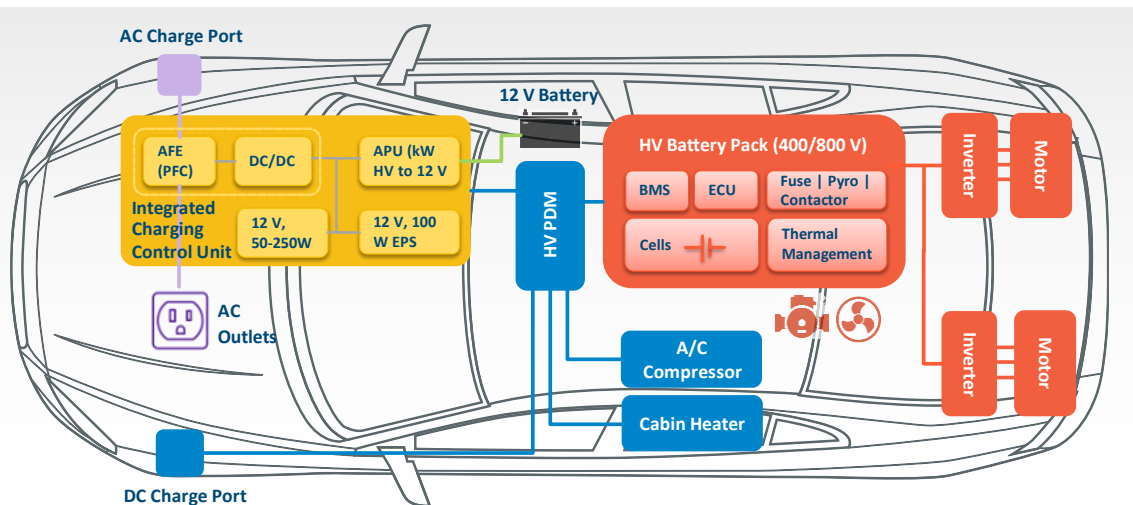 AC Charge Port
12 V Battery
AFE
(PFC)
DC/DC
APU (kW
HV to 12 V
Integrated
Charging
Control Unit
12 V,
50-250W
12 V, 100
W EPS
HV PDM
HV Battery Pack (400/800 V)
BMS
ECU
Fuse | Pyro |
Contactor
Cells
Thermal
Management
Inverter
Motor
AC
Outlets
A/C
Compressor
Inverter
Motor
Cabin Heater
DC Charge Port